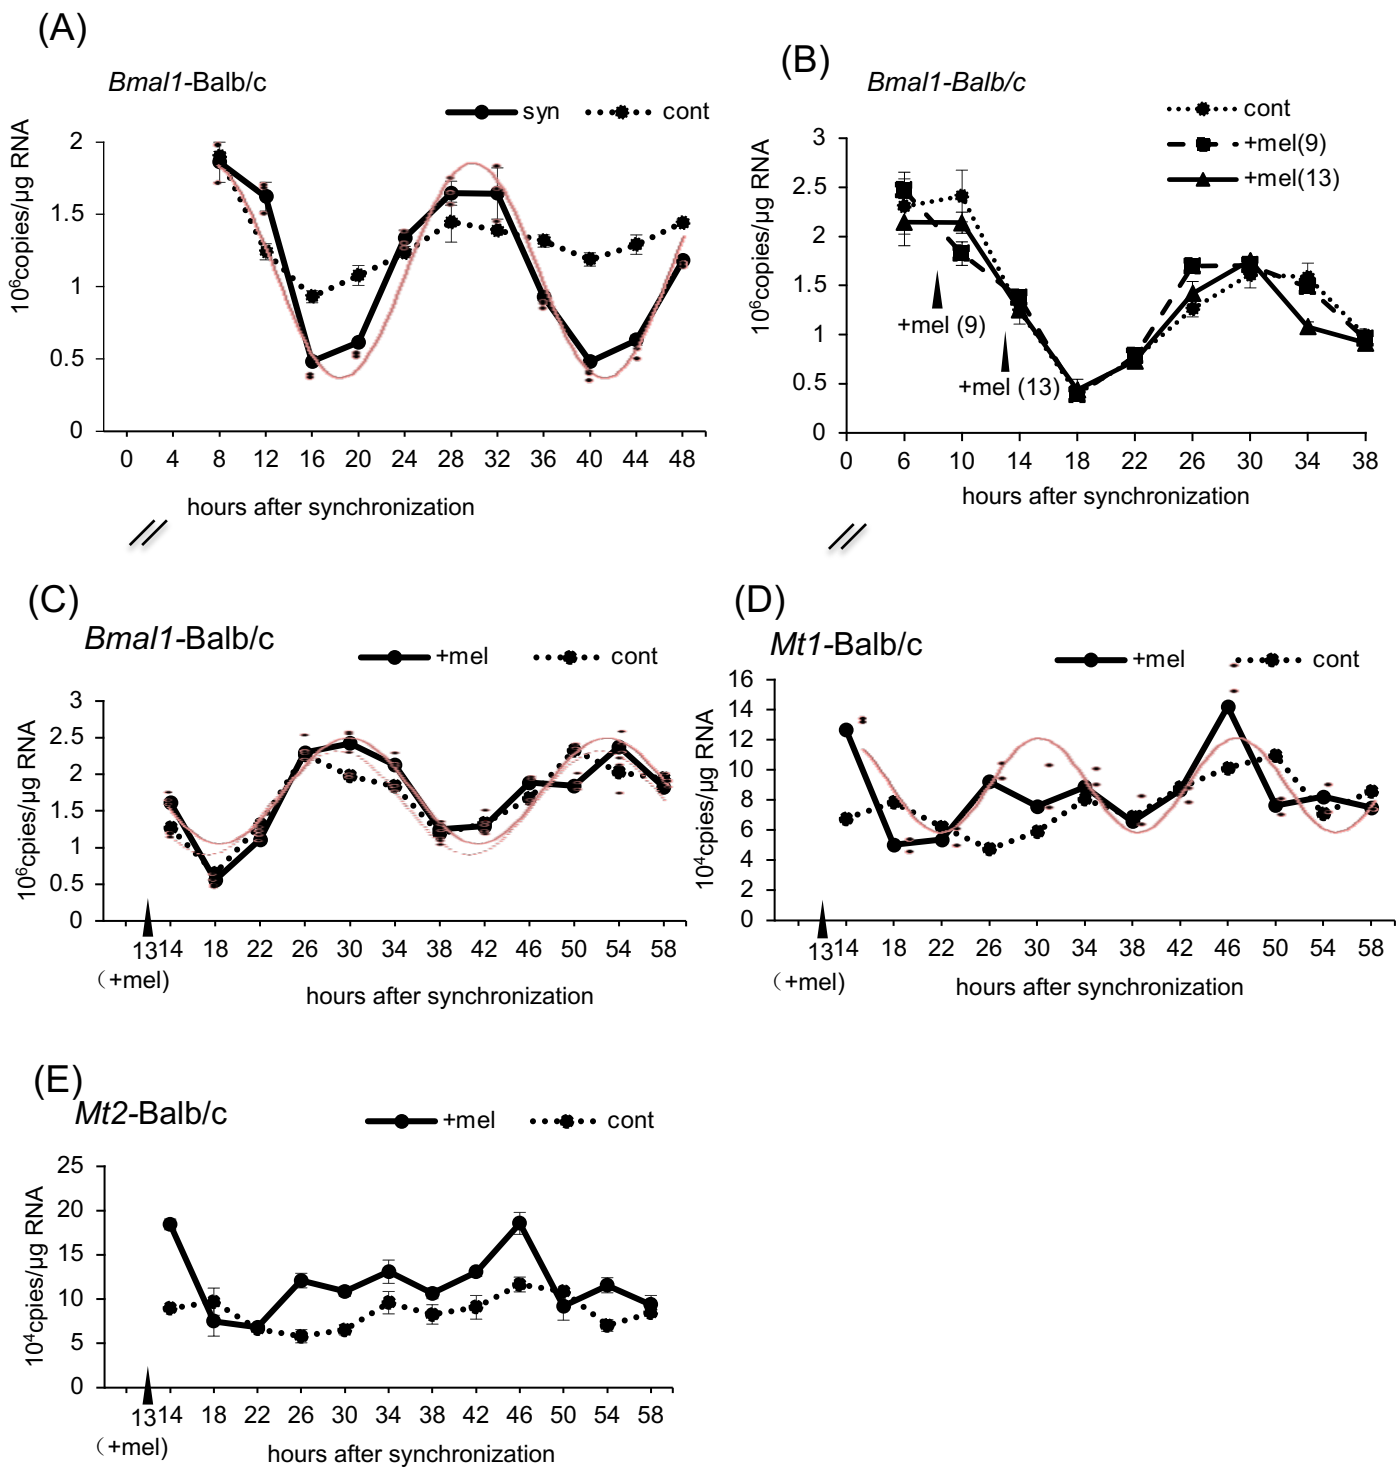 (A)
Bmal1-Balb/c
syn cont
10⁶copies/µg RNA
2
1.5
1
0.5
0
0 4 8 12 16 20 24 28 32 36 40 44 48
hours after synchronization
(B)
Bmal1-Balb/c
cont
+mel(9)
+mel(13)
10⁶copies/µg RNA
3
2.5
2
1.5
1
0.5
0
+mel (9)
+mel (13)
0 6 10 14 18 22 26 30 34 38
hours after synchronization
(C)
Bmal1-Balb/c
+mel cont
10⁶cpies/µg RNA
3
2.5
2
1.5
1
0.5
0
13 14 18 22 26 30 34 38 42 46 50 54 58
(+mel)
hours after synchronization
(D)
Mt1-Balb/c
+mel cont
10⁴cpies/µg RNA
16
14
12
10
8
6
4
2
0
13 14 18 22 26 30 34 38 42 46 50 54 58
(+mel)
hours after synchronization
(E)
Mt2-Balb/c
+mel cont
10⁴cpies/µg RNA
25
20
15
10
5
0
13 14 18 22 26 30 34 38 42 46 50 54 58
(+mel)
hours after synchronization